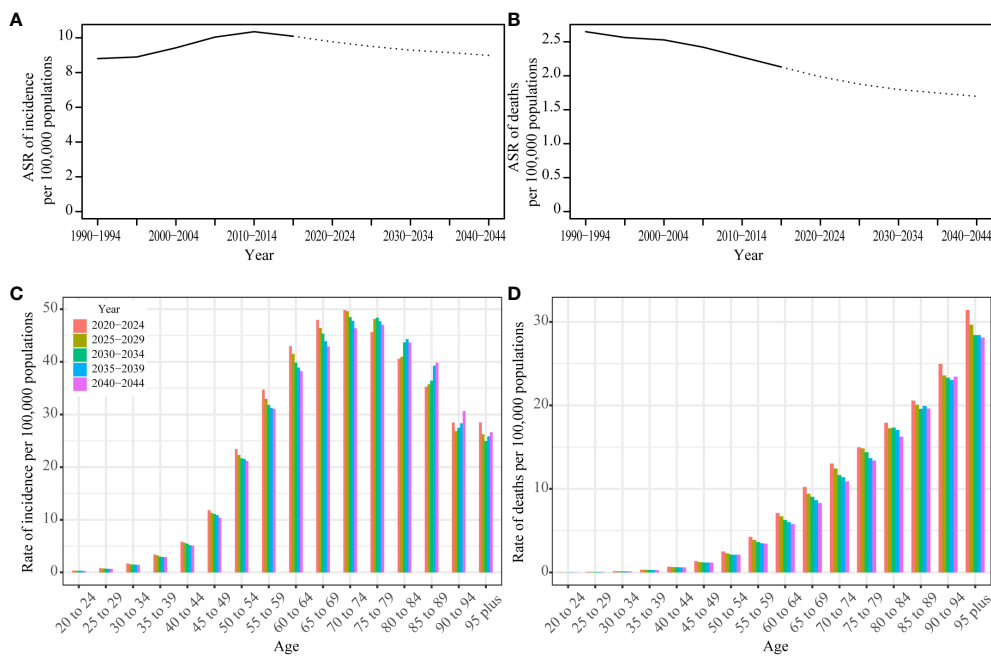 A
ASR of incidence
per 100,000 populations
10
8
6
4
2
0
1990−1994
2000−2004
2010−2014
2020−2024
2030−2034
2040−2044
Year
B
ASR of deaths
per 100,000 populations
2.5
2.0
1.5
1.0
0.5
0
1990−1994
2000−2004
2010−2014
2020−2024
2030−2034
2040−2044
Year
C
Rate of incidence per 100,000 populations
50
40
30
20
10
0
Year
2020−2024
2025−2029
2030−2034
2035−2039
2040−2044
20 to 24
25 to 29
30 to 34
35 to 39
40 to 44
45 to 49
50 to 54
55 to 59
60 to 64
65 to 69
70 to 74
75 to 79
80 to 84
85 to 89
90 to 94
95 plus
Age
D
Rate of deaths per 100,000 populations
30
20
10
0
20 to 24
25 to 29
30 to 34
35 to 39
40 to 44
45 to 49
50 to 54
55 to 59
60 to 64
65 to 69
70 to 74
75 to 79
80 to 84
85 to 89
90 to 94
95 plus
Age